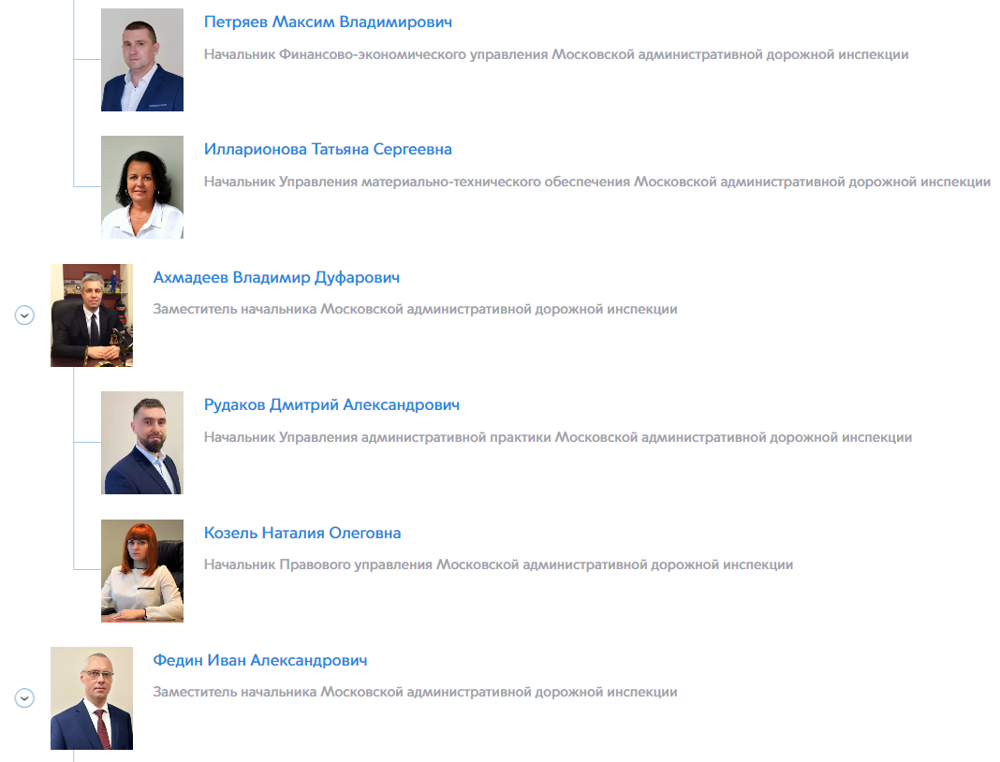 Петряев Максим Владимирович
Начальник Финансово-экономического управления Московской административной дорожной инспекции
Илларионова Татьяна Сергеевна
Начальник Управления материально-технического обеспечения Московской административной дорожной инспекции
Ахмадеев Владимир Дуфарович
Заместитель начальника Московской административной дорожной инспекции
Рудаков Дмитрий Александрович
Начальник Управления административной практики Московской административной дорожной инспекции
Козель Наталия Олеговна
Начальник Правового управления Московской административной дорожной инспекции
Федин Иван Александрович
Заместитель начальника Московской административной дорожной инспекции